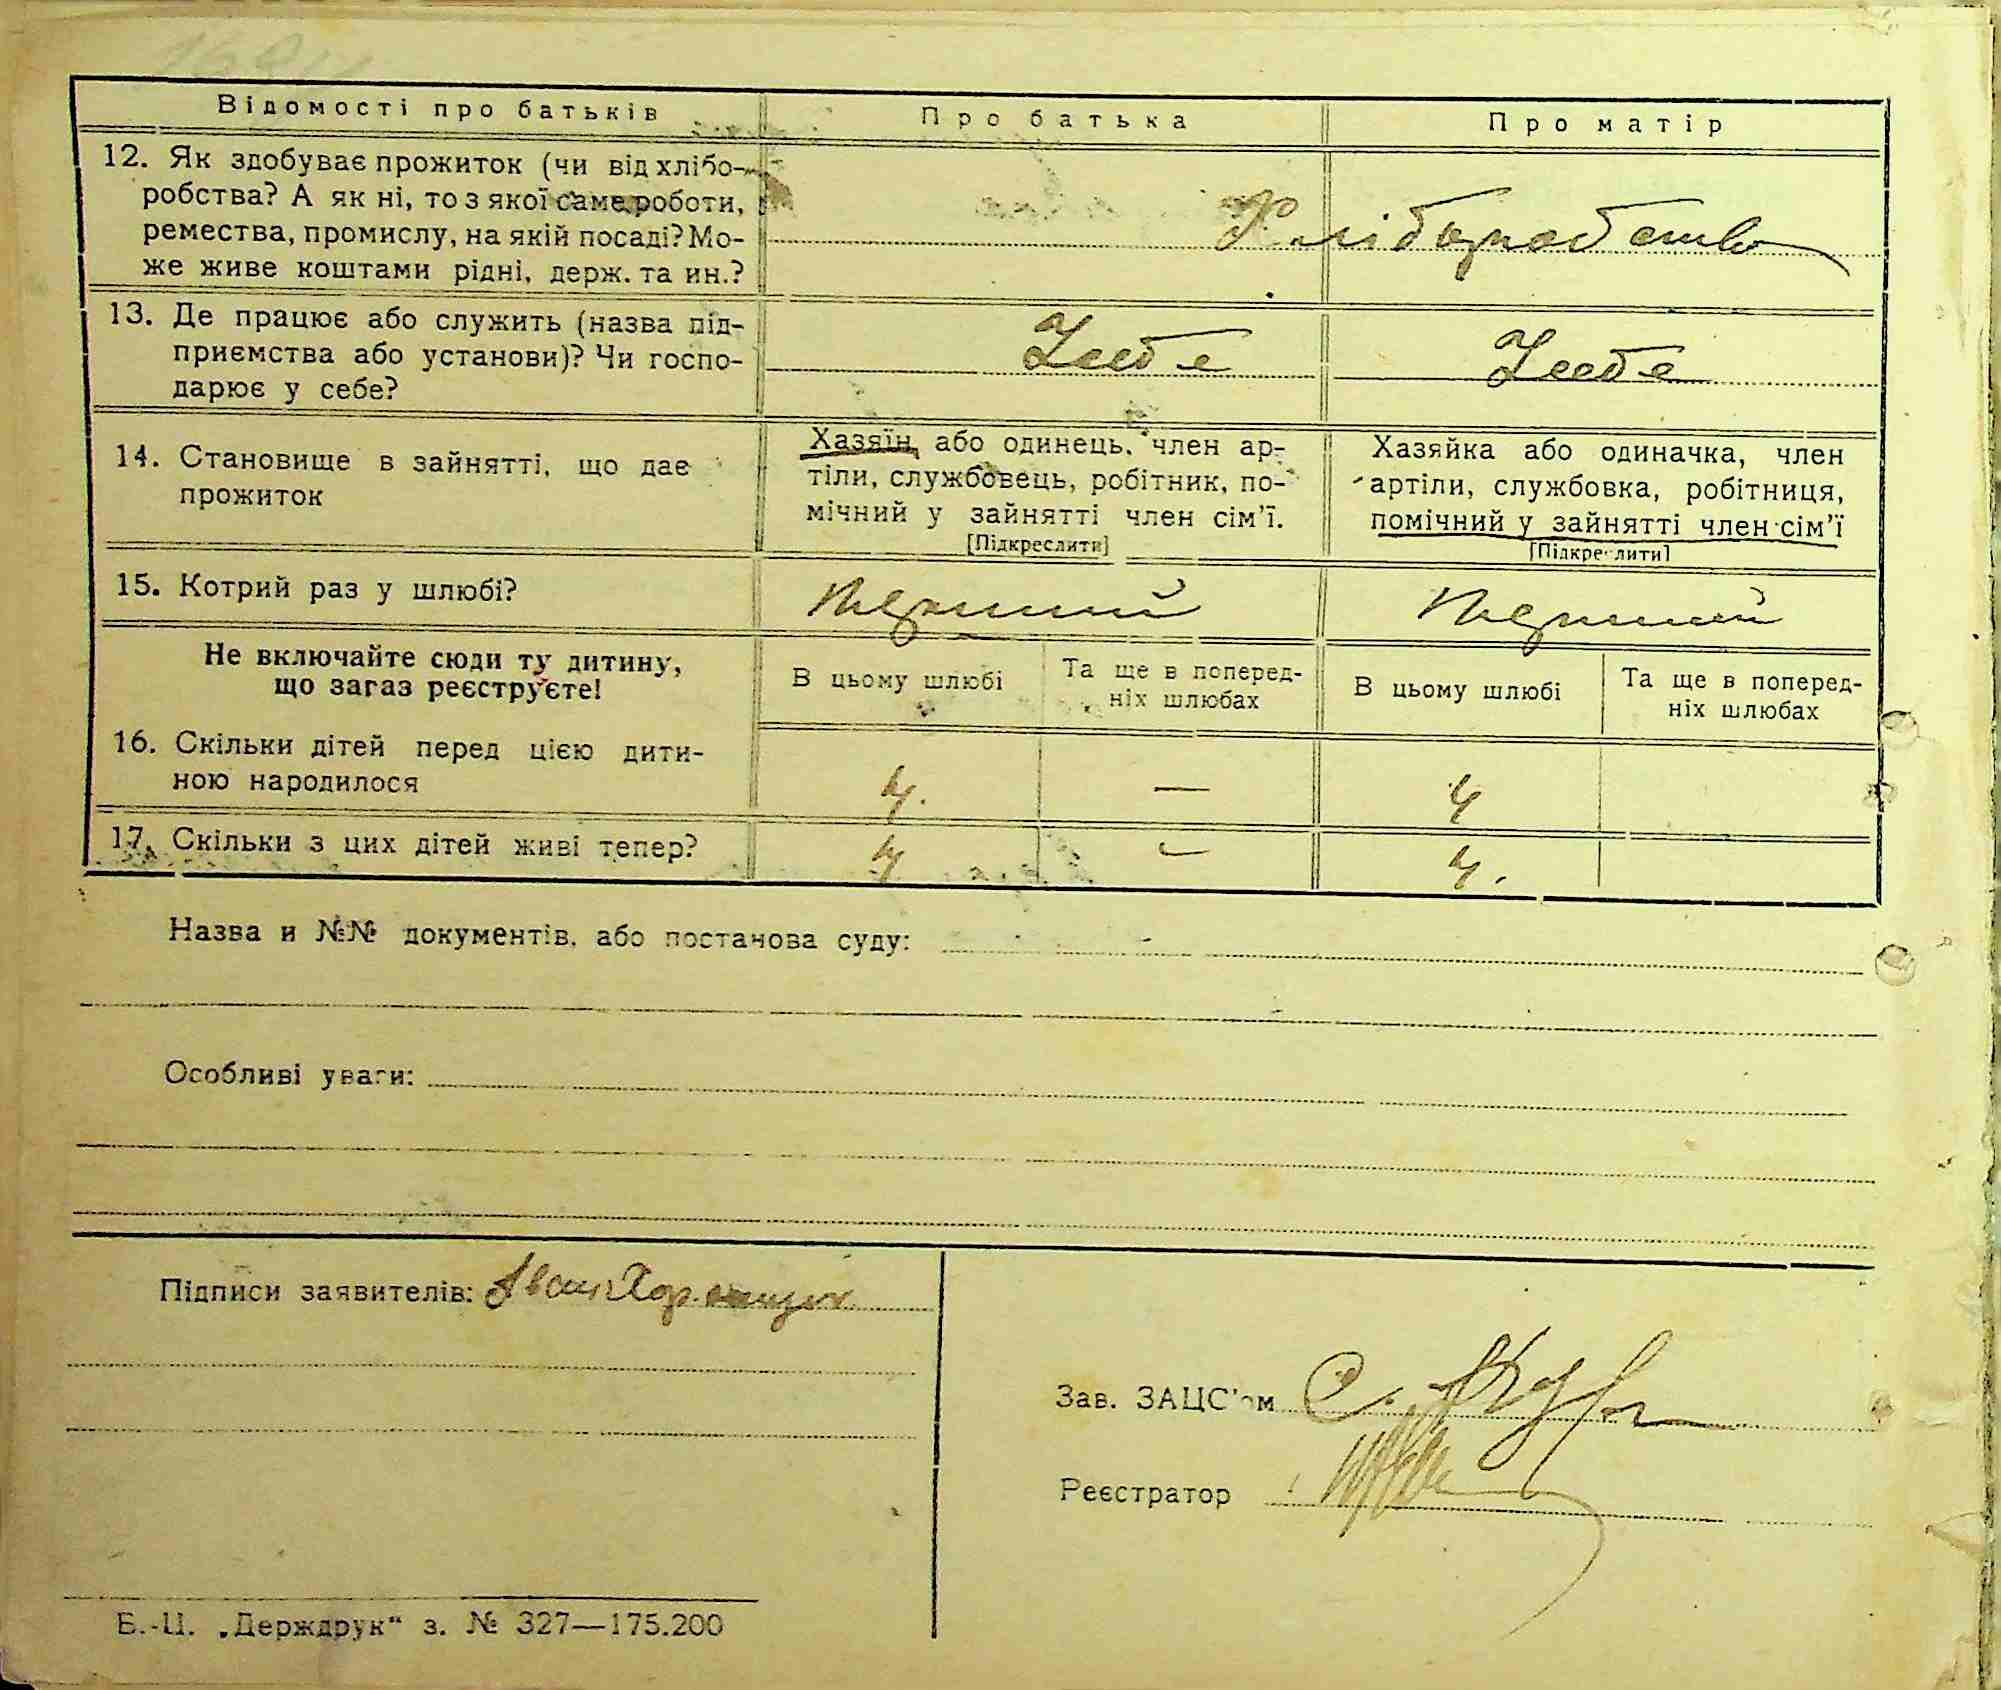 Відомості про батьків
Про батька
Про матір
12. Як здобуває прожиток (чи від хлібо-
робства? А як ні, то з якої саме роботи,
ремества, промислу, на якій посаді? Мо-
же живе коштами рідні, держ. та ин.?
Хліборобство
13. Де працює або служить (назва під-
приємства або установи)? Чи госпо-
дарює у себе?
У себе
У себе
14. Становище в зайнятті, що дає
прожиток
Хазяїн, або одинець, член ар-
тіли, службовець, робітник, по-
мічний у зайнятті член сім'ї.
[Підкреслити]
Хазяйка або одиначка, член
артіли, службовка, робітниця,
помічний у зайнятті член сім'ї
[Підкреслити]
15. Котрий раз у шлюбі?
Перший
Перший
Не включайте сюди ту дитину,
що загаз реєструєте!
В цьому шлюбі
Та ще в поперед-
ніх шлюбах
В цьому шлюбі
Та ще в поперед-
ніх шлюбах
16. Скільки дітей перед цією дити-
ною народилося
4.
—
4
17. Скільки з цих дітей живі тепер?
4
—
4.
Назва и №№ документів, або постанова суду:
Особливі уваги:
Підписи заявителів: Іван
Зав. ЗАЦС'ом
Реєстратор
Б.-Ц. „Держдрук“ з. № 327—175.200